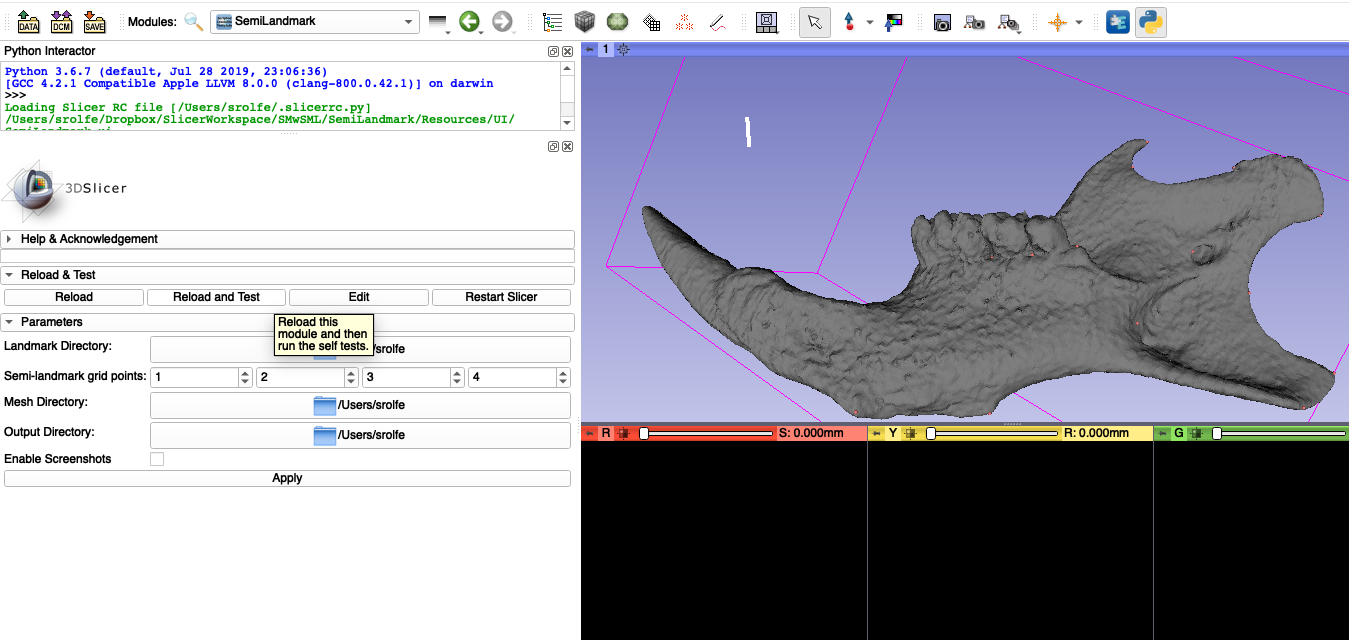 DATA DCM SAVE Modules: SemiLandmark
Python Interactor
Python 3.6.7 (default, Jul 28 2019, 23:06:36)
[GCC 4.2.1 Compatible Apple LLVM 8.0.0 (clang-800.0.42.1)] on darwin
>>>
Loading Slicer RC file [/Users/srolfe/.slicerrc.py]
/Users/srolfe/Dropbox/SlicerWorkspace/SMwSML/SemiLandmark/Resources/UI/
3DSlicer
Help & Acknowledgement
Reload & Test
Reload Reload and Test Edit Restart Slicer
Parameters
Reload this
module and then
run the self tests.
Landmark Directory: /srolfe
Semi-landmark grid points: 1 2 3 4
Mesh Directory: /Users/srolfe
Output Directory: /Users/srolfe
Enable Screenshots
Apply
1
R S: 0.000mm Y R: 0.000mm G